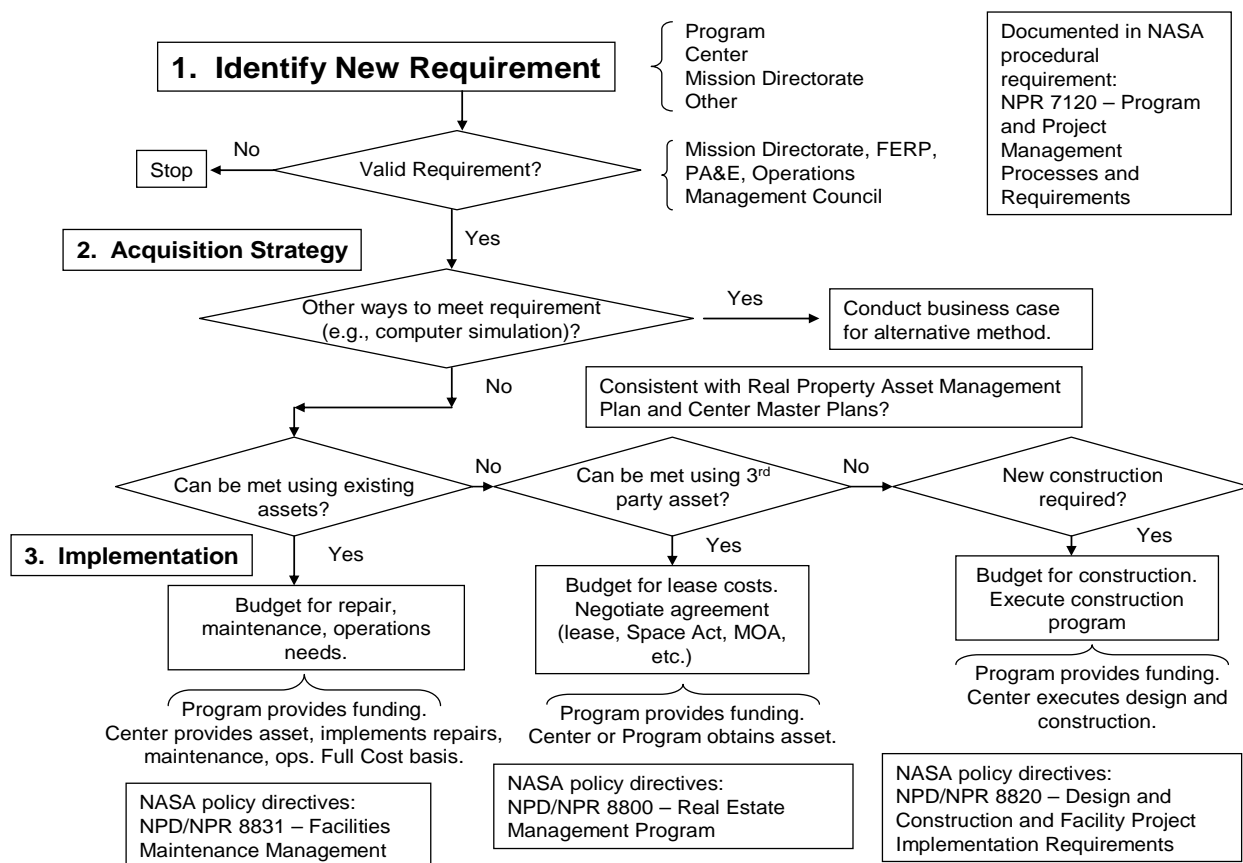 1. Identify New Requirement
Program
Center
Mission Directorate
Other
Documented in NASA
procedural
requirement:
NPR 7120 – Program
and Project
Management
Processes and
Requirements
No
Stop
Valid Requirement?
Mission Directorate, FERP,
PA&E, Operations
Management Council
Yes
2. Acquisition Strategy
Other ways to meet requirement
(e.g., computer simulation)?
Yes
Conduct business case
for alternative method.
No
Consistent with Real Property Asset Management
Plan and Center Master Plans?
Can be met using existing
assets?
No
Can be met using 3rd
party asset?
No
New construction
required?
3. Implementation
Yes
Yes
Yes
Budget for repair,
maintenance, operations
needs.
Budget for lease costs.
Negotiate agreement
(lease, Space Act, MOA,
etc.)
Budget for construction.
Execute construction
program
Program provides funding.
Center provides asset, implements repairs,
maintenance, ops. Full Cost basis.
Program provides funding.
Center or Program obtains asset.
Program provides funding.
Center executes design and
construction.
NASA policy directives:
NPD/NPR 8831 – Facilities
Maintenance Management
NASA policy directives:
NPD/NPR 8800 – Real Estate
Management Program
NASA policy directives:
NPD/NPR 8820 – Design and
Construction and Facility Project
Implementation Requirements